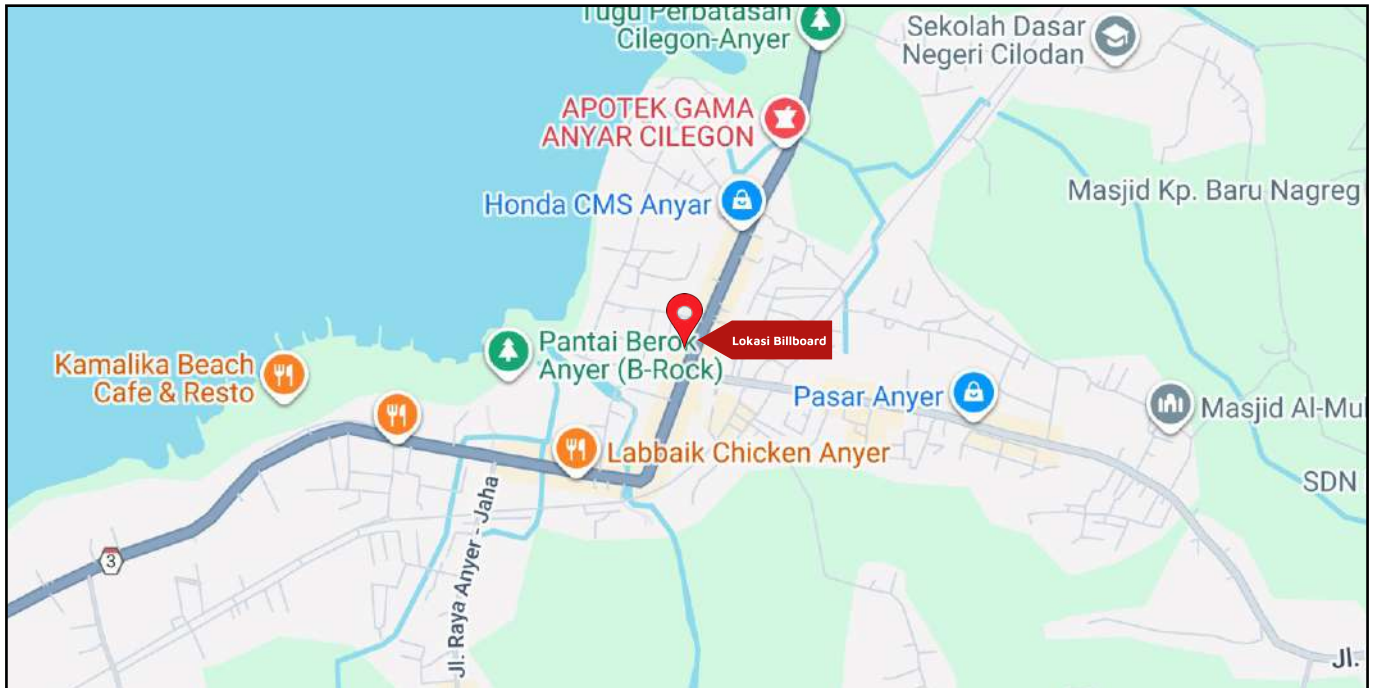 Tugu Perbatasan
Cilegon-Anyer
Sekolah Dasar
Negeri Cilodan
APOTEK GAMA
ANYAR CILEGON
Honda CMS Anyar
Masjid Kp. Baru Nagreg
Lokasi Billboard
Pantai Berok
Anyer (B-Rock)
Kamalika Beach
Cafe & Resto
Pasar Anyer
Masjid Al-Mul
Labbaik Chicken Anyer
SDN
3
Jl. Raya Anyer - Jaha
Jl.